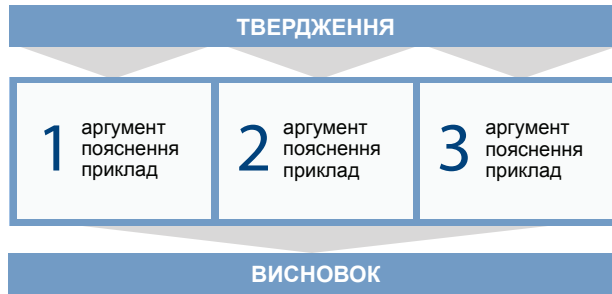 ТВЕРДЖЕННЯ
1
аргумент
пояснення
приклад
2
аргумент
пояснення
приклад
3
аргумент
пояснення
приклад
ВИСНОВОК